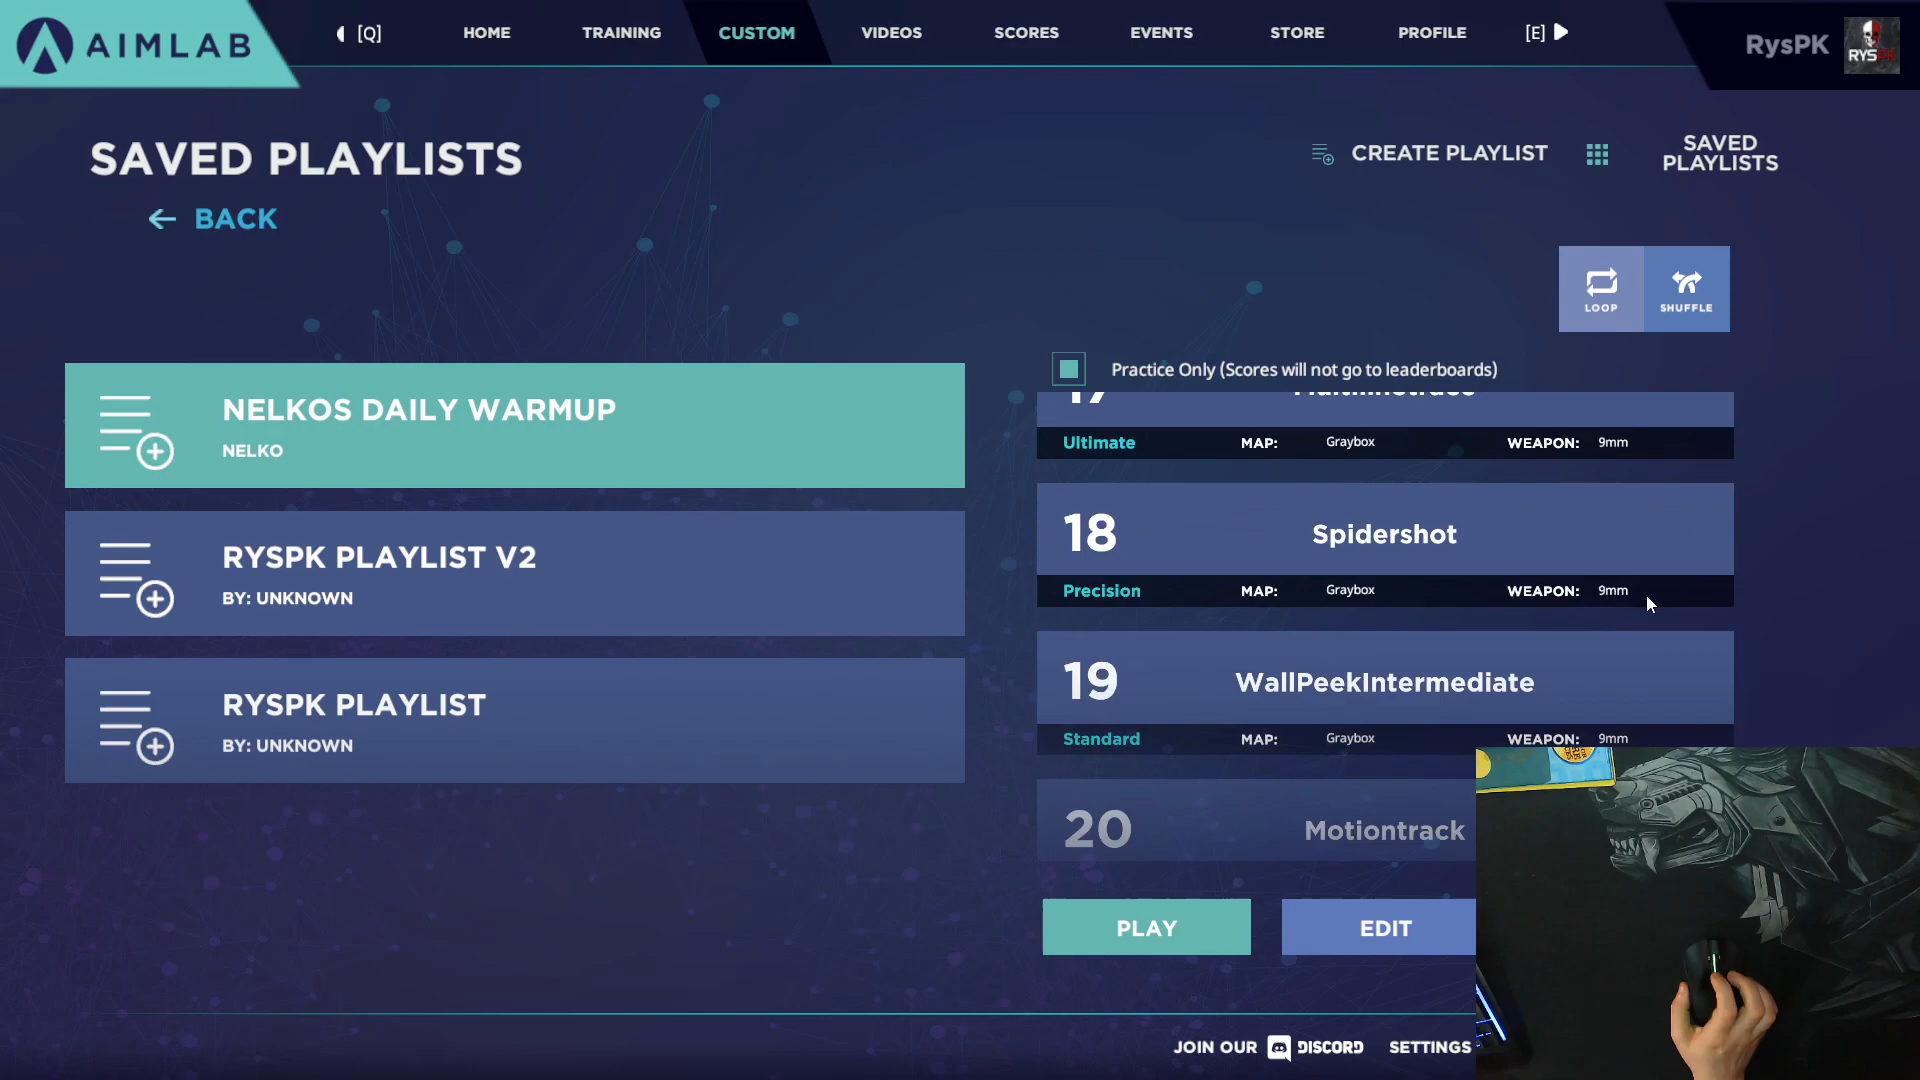 AIMLAB
[Q]
HOME
TRAINING
CUSTOM
VIDEOS
SCORES
EVENTS
STORE
PROFILE
[E]
RysPK
SAVED PLAYLISTS
BACK
CREATE PLAYLIST
SAVED
PLAYLISTS
LOOP
SHUFFLE
Practice Only (Scores will not go to leaderboards)
NELKOS DAILY WARMUP
NELKO
RYSPK PLAYLIST V2
BY: UNKNOWN
RYSPK PLAYLIST
BY: UNKNOWN
17
Ultimate MAP: Graybox WEAPON: 9mm
18 Spidershot
Precision MAP: Graybox WEAPON: 9mm
19 WallPeekIntermediate
Standard MAP: Graybox WEAPON: 9mm
20 Motiontrack
PLAY
EDIT
JOIN OUR DISCORD
SETTINGS